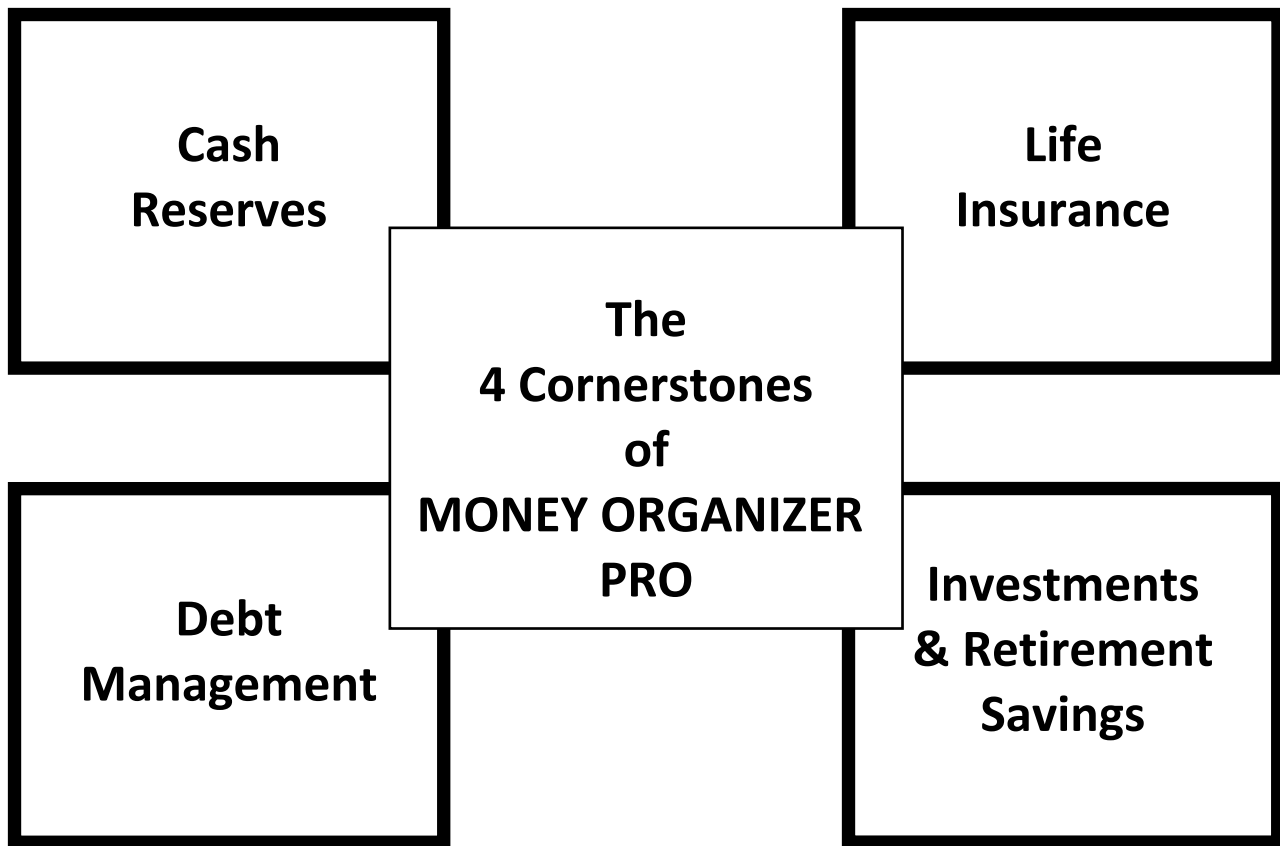 Cash
Reserves
Life
Insurance
The
4 Cornerstones
of
MONEY ORGANIZER
PRO
Debt
Management
Investments
& Retirement
Savings